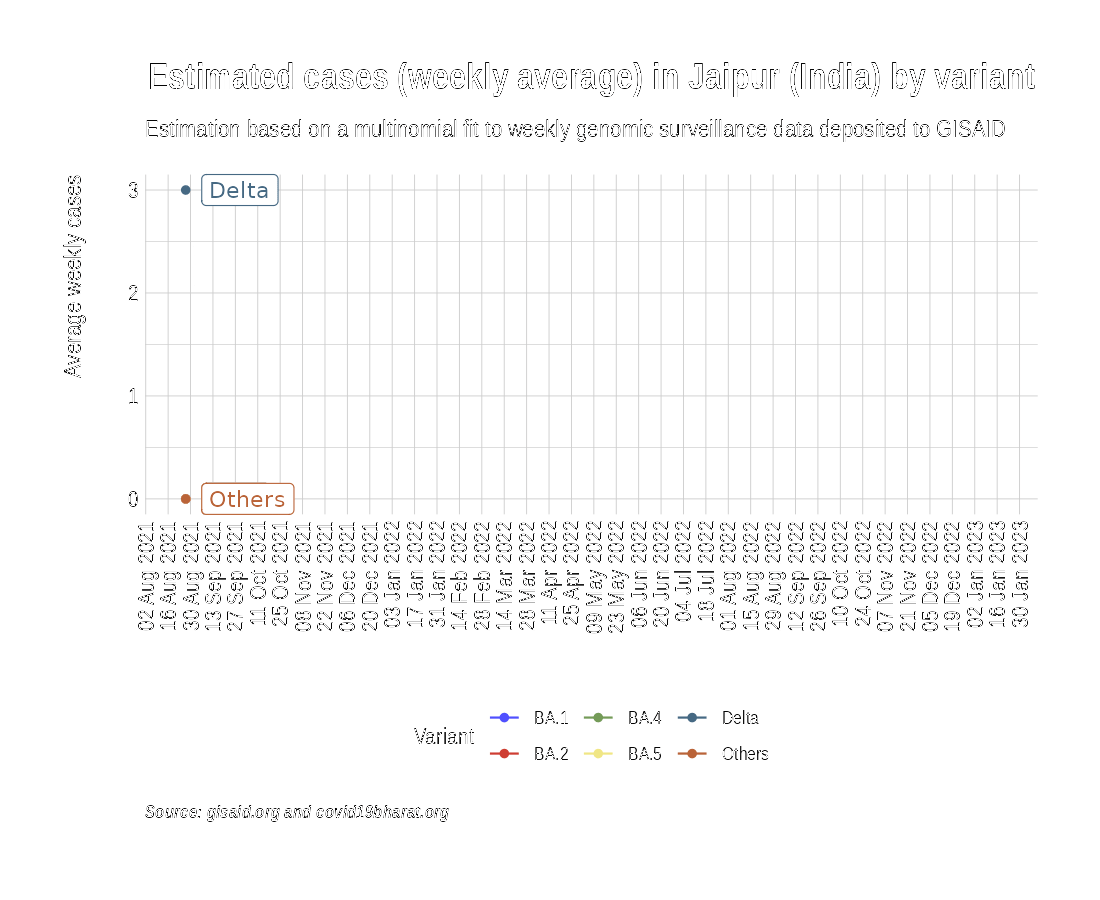 Estimated cases (weekly average) in Jaipur (India) by variant
Estimation based on a multinomial fit to weekly genomic surveillance data deposited to GISAID
Average weekly cases
3
2
1
0
Delta
Others
02 Aug 2021
16 Aug 2021
30 Aug 2021
13 Sep 2021
27 Sep 2021
11 Oct 2021
25 Oct 2021
08 Nov 2021
22 Nov 2021
06 Dec 2021
20 Dec 2021
03 Jan 2022
17 Jan 2022
31 Jan 2022
14 Feb 2022
28 Feb 2022
14 Mar 2022
28 Mar 2022
11 Apr 2022
25 Apr 2022
09 May 2022
23 May 2022
06 Jun 2022
20 Jun 2022
04 Jul 2022
18 Jul 2022
01 Aug 2022
15 Aug 2022
29 Aug 2022
12 Sep 2022
26 Sep 2022
10 Oct 2022
24 Oct 2022
07 Nov 2022
21 Nov 2022
05 Dec 2022
19 Dec 2022
02 Jan 2023
16 Jan 2023
30 Jan 2023
Variant
BA.1
BA.4
Delta
BA.2
BA.5
Others
Source: gisaid.org and covid19bharat.org